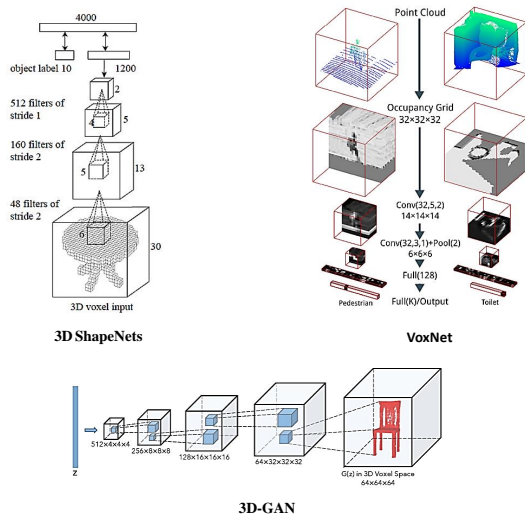 4000
object label 10
1200
2
512 filters of
stride 1
4
5
160 filters of
stride 2
5
13
48 filters of
stride 2
6
30
3D voxel input
3D ShapeNets
Point Cloud
Occupancy Grid
32×32×32
Conv(32,5,2)
14×14×14
Conv(32,3,1)+Pool(2)
6×6×6
Full(128)
Pedestrian
Full(K)/Output
Toilet
VoxNet
z
512×4×4×4
256×8×8×8
128×16×16×16
64×32×32×32
G(z) in 3D Voxel Space
64×64×64
3D-GAN